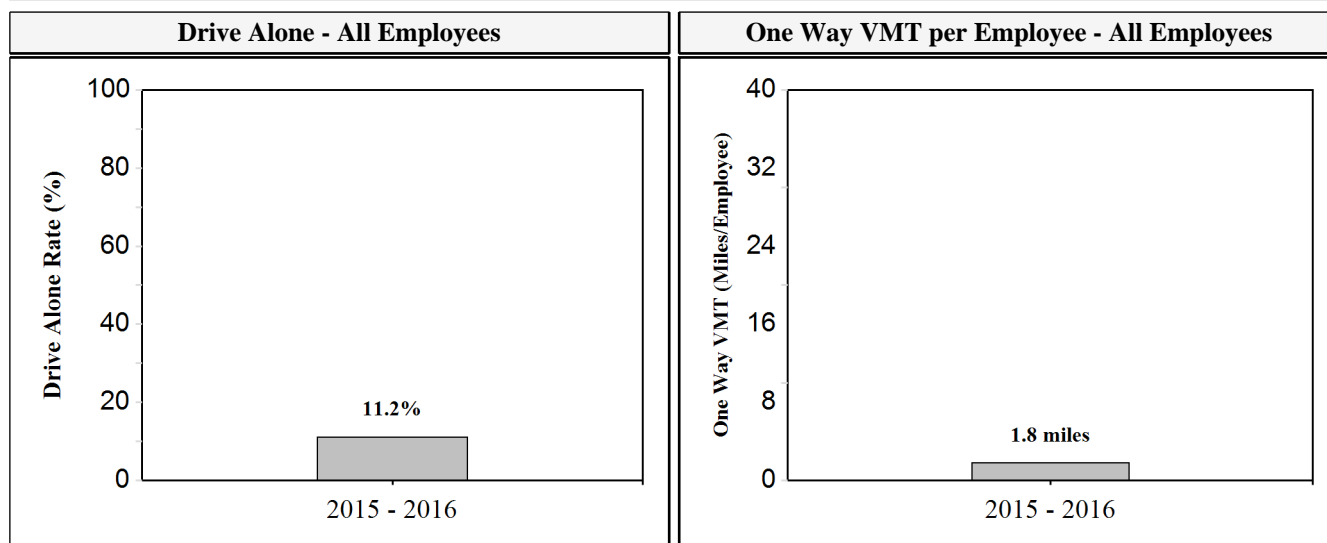 Drive Alone - All Employees
One Way VMT per Employee - All Employees
Drive Alone Rate (%)
100
80
60
40
20
0
11.2%
2015 - 2016
One Way VMT (Miles/Employee)
40
32
24
16
8
0
1.8 miles
2015 - 2016